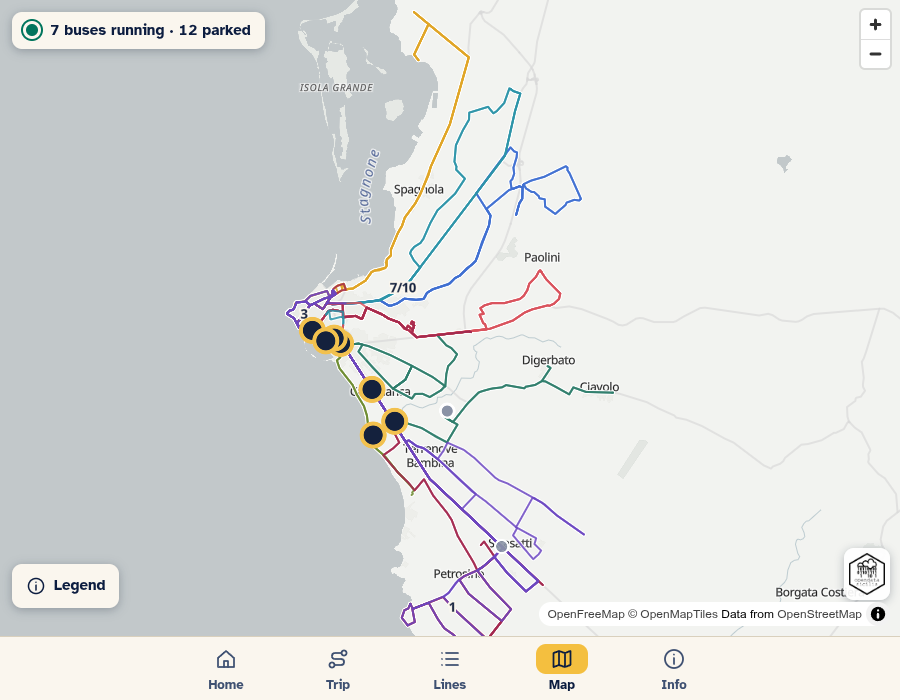 7 buses running · 12 parked
+
−
ISOLA GRANDE
Stagnone
Spagnola
Paolini
7/10
3
Digerbato
Ciavolo
Terrenove
Bambina
Petrosino
1
Borgata Cost
Legend
OpenFreeMap © OpenMapTiles Data from OpenStreetMap
Home
Trip
Lines
Map
Info